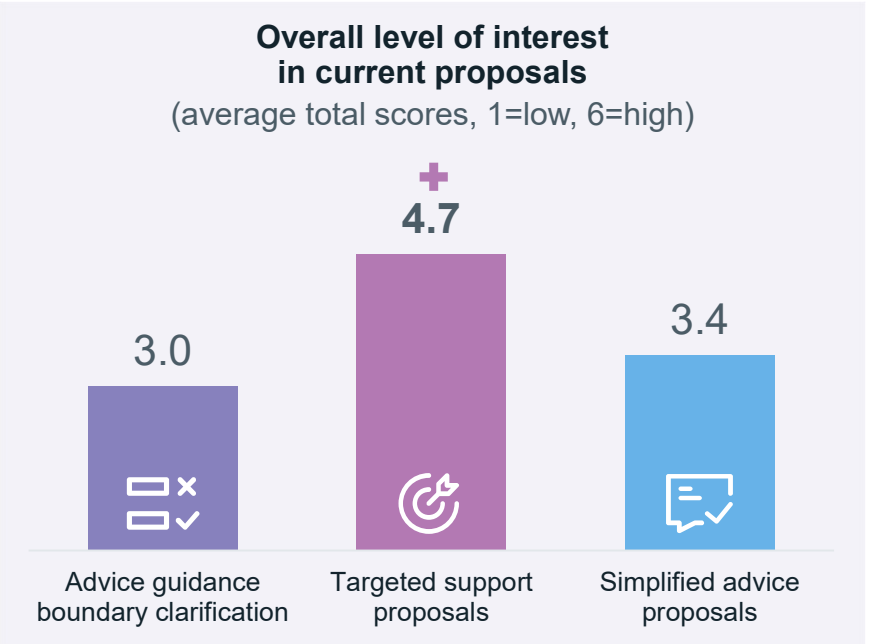 Overall level of interest
in current proposals
(average total scores, 1=low, 6=high)
4.7
3.0
3.4
Advice guidance
boundary clarification
Targeted support
proposals
Simplified advice
proposals